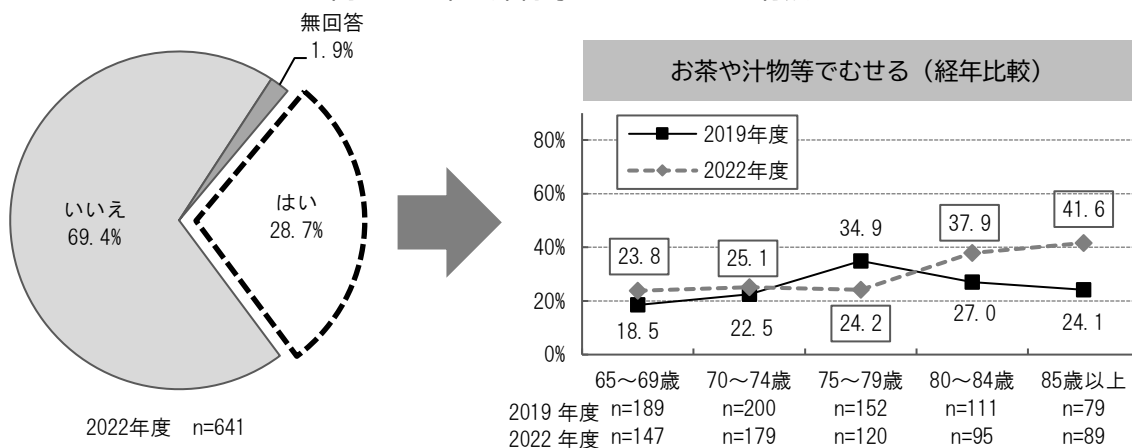 無回答
1.9%
いいえ
69.4%
はい
28.7%
2022年度 n=641
お茶や汁物等でむせる（経年比較）
2019年度
2022年度
80%
60%
40%
20%
0%
23.8
25.1
34.9
37.9
41.6
18.5
22.5
24.2
27.0
24.1
65～69歳 70～74歳 75～79歳 80～84歳 85歳以上
2019 年度 n=189 n=200 n=152 n=111 n=79
2022 年度 n=147 n=179 n=120 n=95 n=89